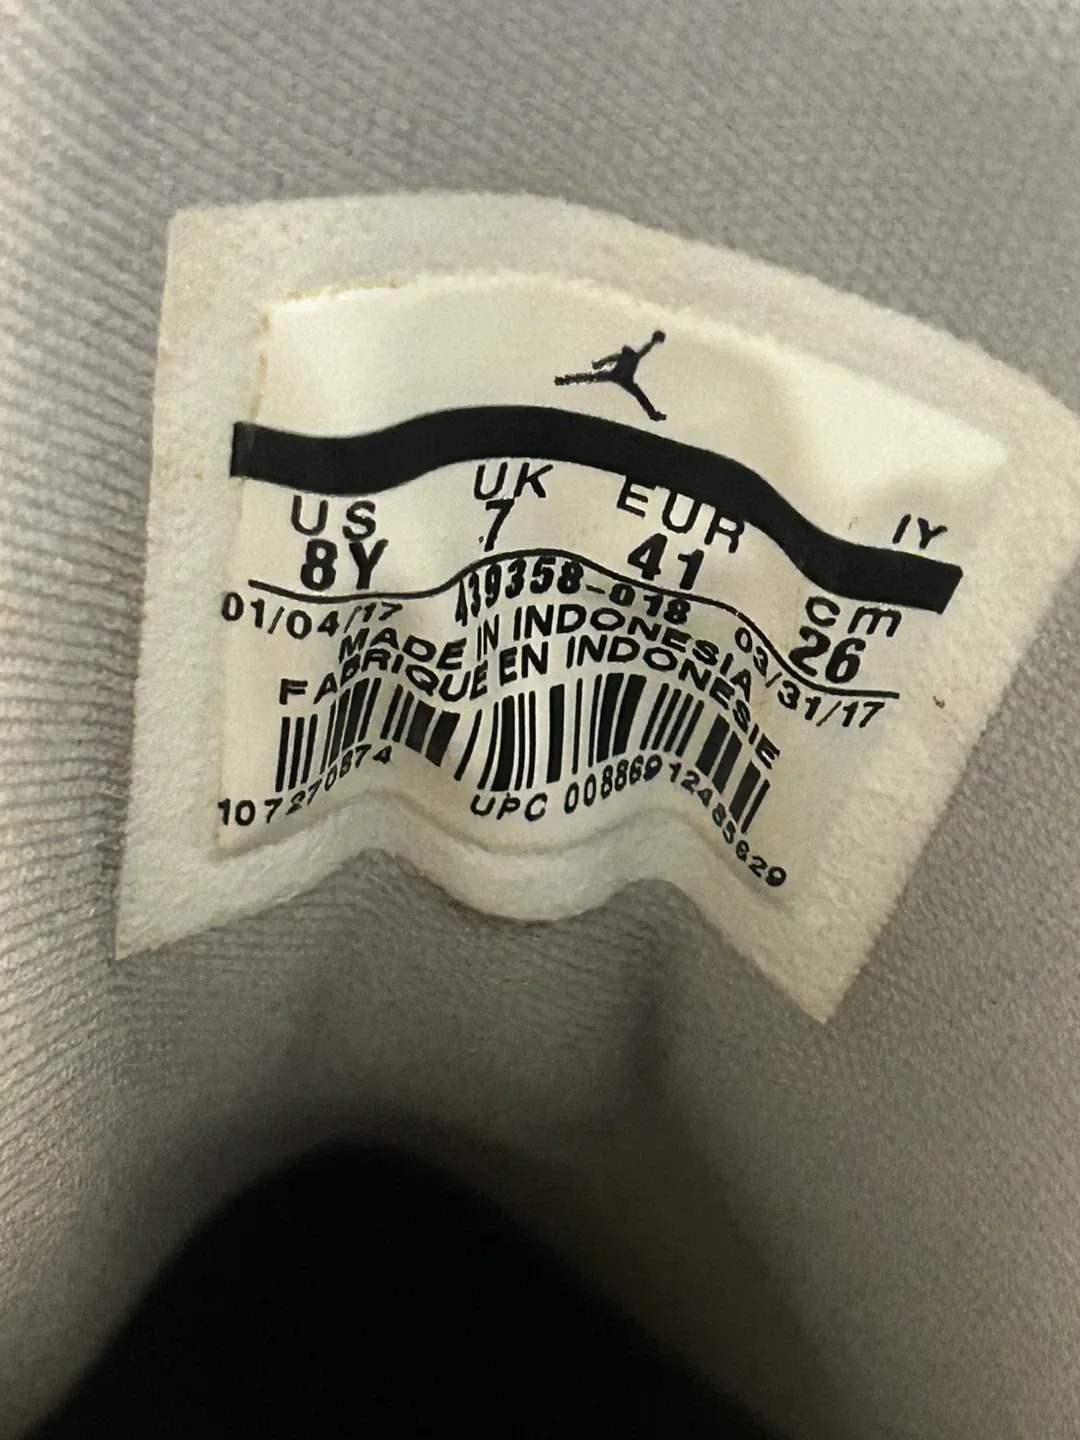 IY
US UK EUR cm
8Y 7 41 26
01/04/17 439358-018 03/31/17
MADE IN INDONESIA
FABRIQUE EN INDONESIE
107270874 UPC 00886912485629